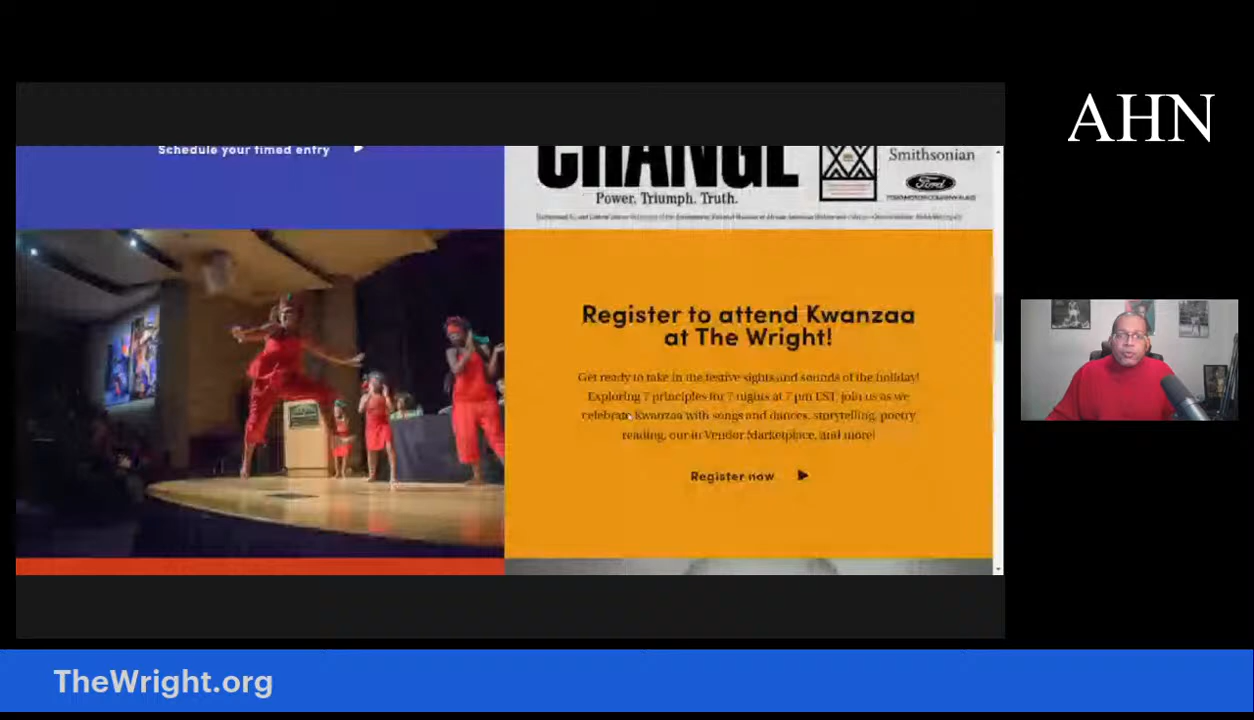 AHN
Schedule your timed entry
CHANGE
Power. Triumph. Truth.
Smithsonian
Ford
Register to attend Kwanzaa
at The Wright!
Get ready to take in the festive sights and sounds of the holiday!
Exploring 7 principles for 7 nights at 7 pm EST, join us as we
celebrate Kwanzaa with songs and dances, storytelling, poetry
reading, our in Vendor Marketplace, and more!
Register now
TheWright.org